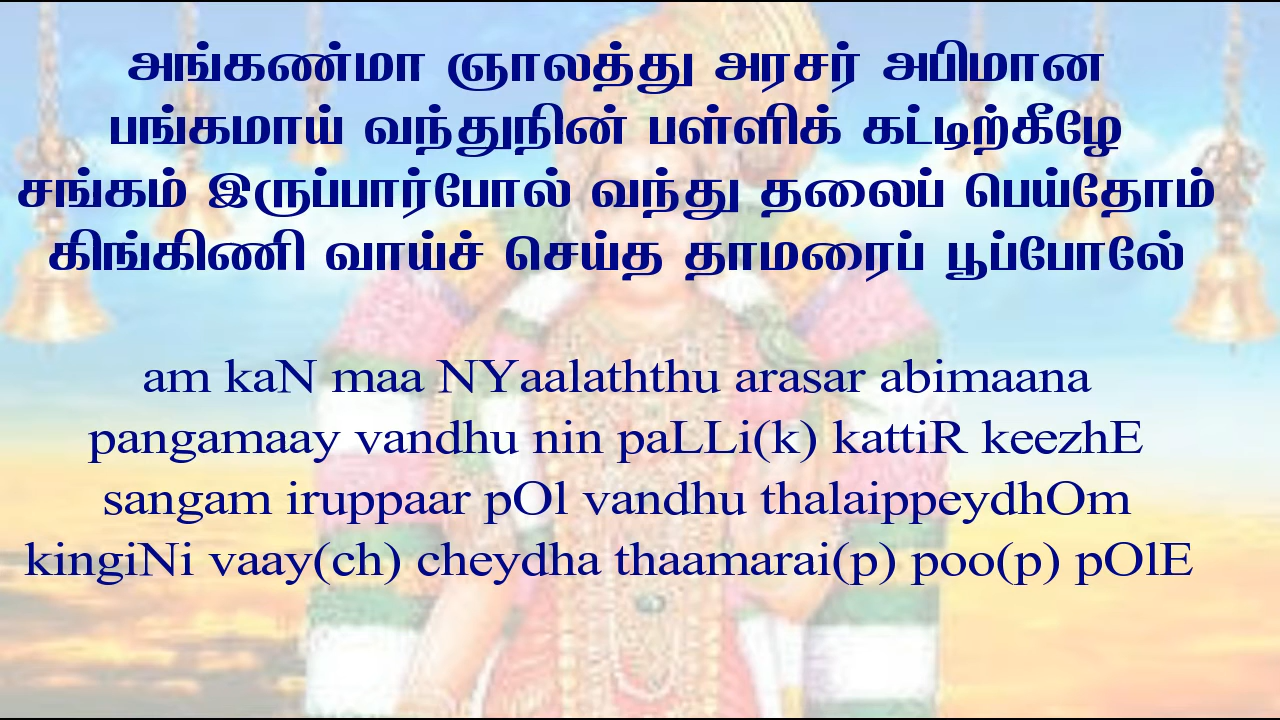 அங்கண்மா ஞாலத்து அரசர் அபிமான
பங்கமாய் வந்துநின் பள்ளிக் கட்டிற்கீழே
சங்கம் இருப்பார்போல் வந்து தலைப் பெய்தோம்
கிங்கிணி வாய்ச் செய்த தாமரைப் பூப்போலே
am kaN maa NYaalaththu arasar abimaana
pangamaay vandhu nin paLLi(k) kattiR keezhE
sangam iruppaar pOl vandhu thalaippeydhOm
kingiNi vaay(ch) cheydha thaamarai(p) poo(p) pOlE